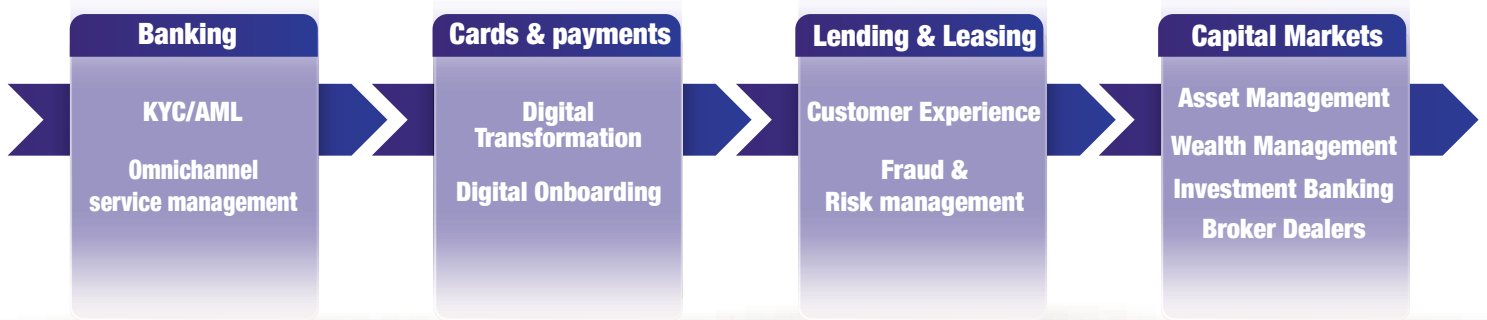 Banking
KYC/AML
Omnichannel
service management
Cards & payments
Digital
Transformation
Digital Onboarding
Lending & Leasing
Customer Experience
Fraud &
Risk management
Capital Markets
Asset Management
Wealth Management
Investment Banking
Broker Dealers